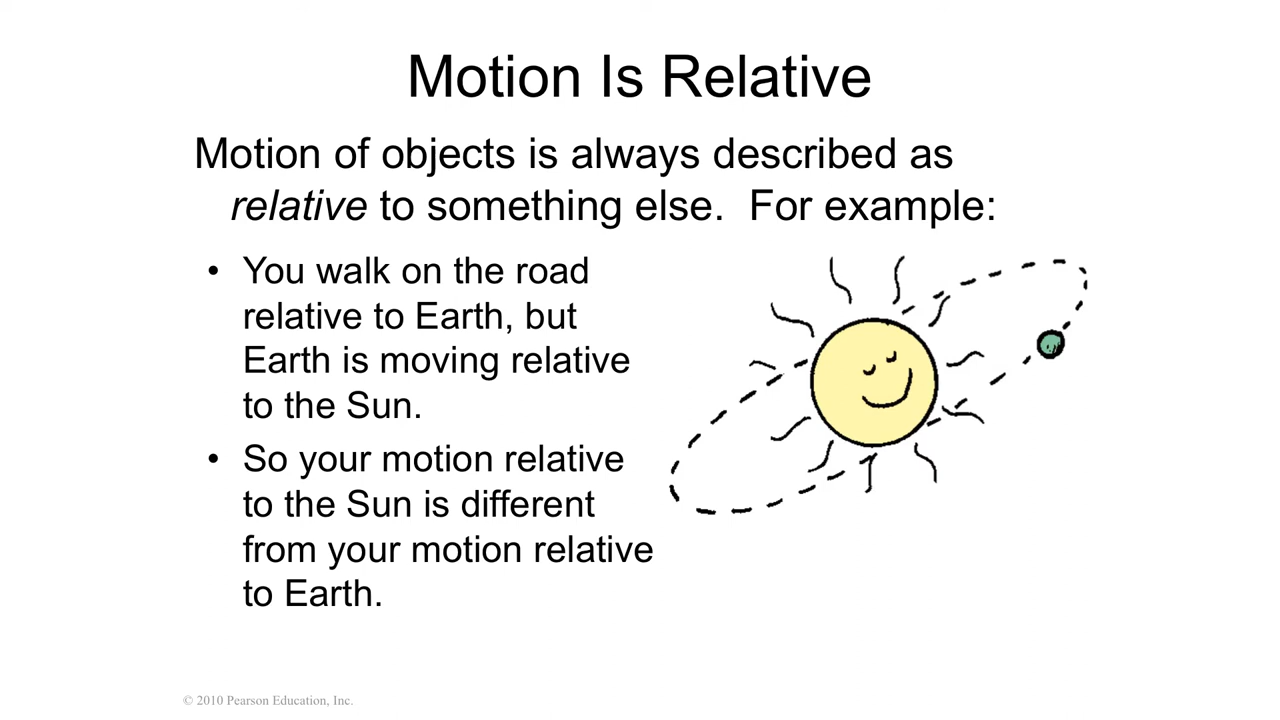 Motion Is Relative
Motion of objects is always described as
relative to something else.  For example:
• You walk on the road
relative to Earth, but
Earth is moving relative
to the Sun.
• So your motion relative
to the Sun is different
from your motion relative
to Earth.
© 2010 Pearson Education, Inc.